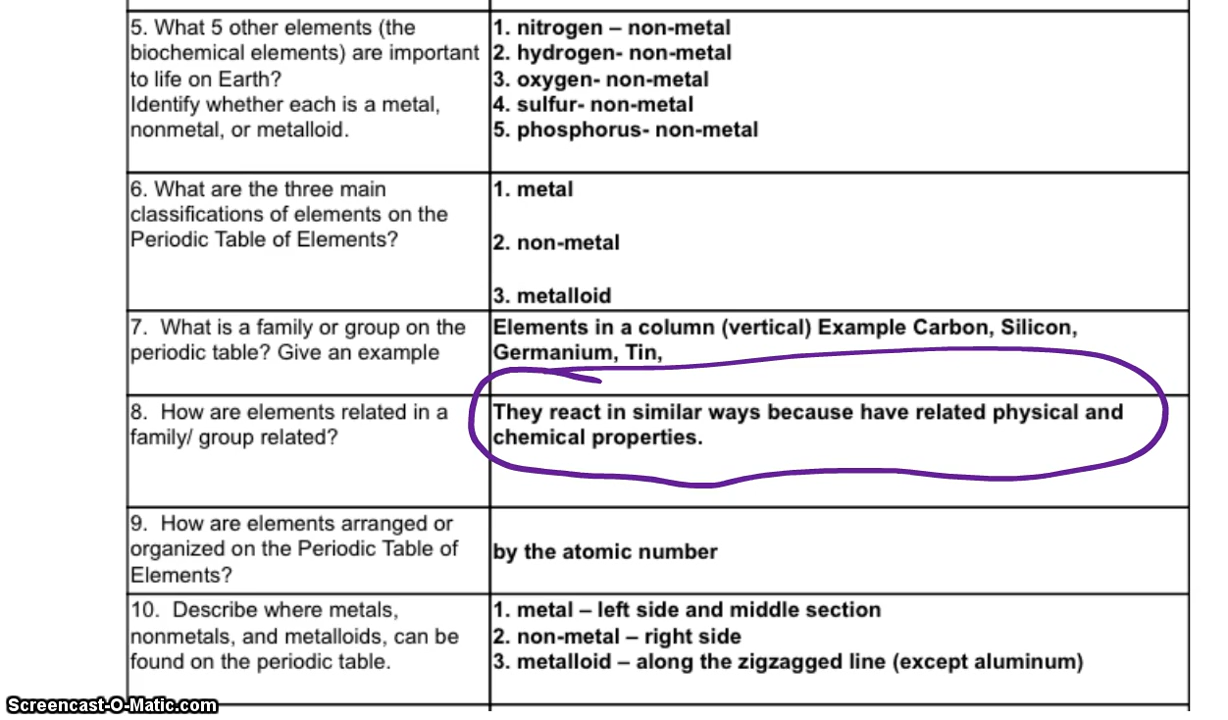 5. What 5 other elements (the
biochemical elements) are important
to life on Earth?
Identify whether each is a metal,
nonmetal, or metalloid.
1. nitrogen – non-metal
2. hydrogen- non-metal
3. oxygen- non-metal
4. sulfur- non-metal
5. phosphorus- non-metal
6. What are the three main
classifications of elements on the
Periodic Table of Elements?
1. metal
2. non-metal
3. metalloid
7.  What is a family or group on the
periodic table? Give an example
Elements in a column (vertical) Example Carbon, Silicon,
Germanium, Tin,
8.  How are elements related in a
family/ group related?
They react in similar ways because have related physical and
chemical properties.
9.  How are elements arranged or
organized on the Periodic Table of
Elements?
by the atomic number
10.  Describe where metals,
nonmetals, and metalloids, can be
found on the periodic table.
1. metal – left side and middle section
2. non-metal – right side
3. metalloid – along the zigzagged line (except aluminum)
Screencast-O-Matic.com